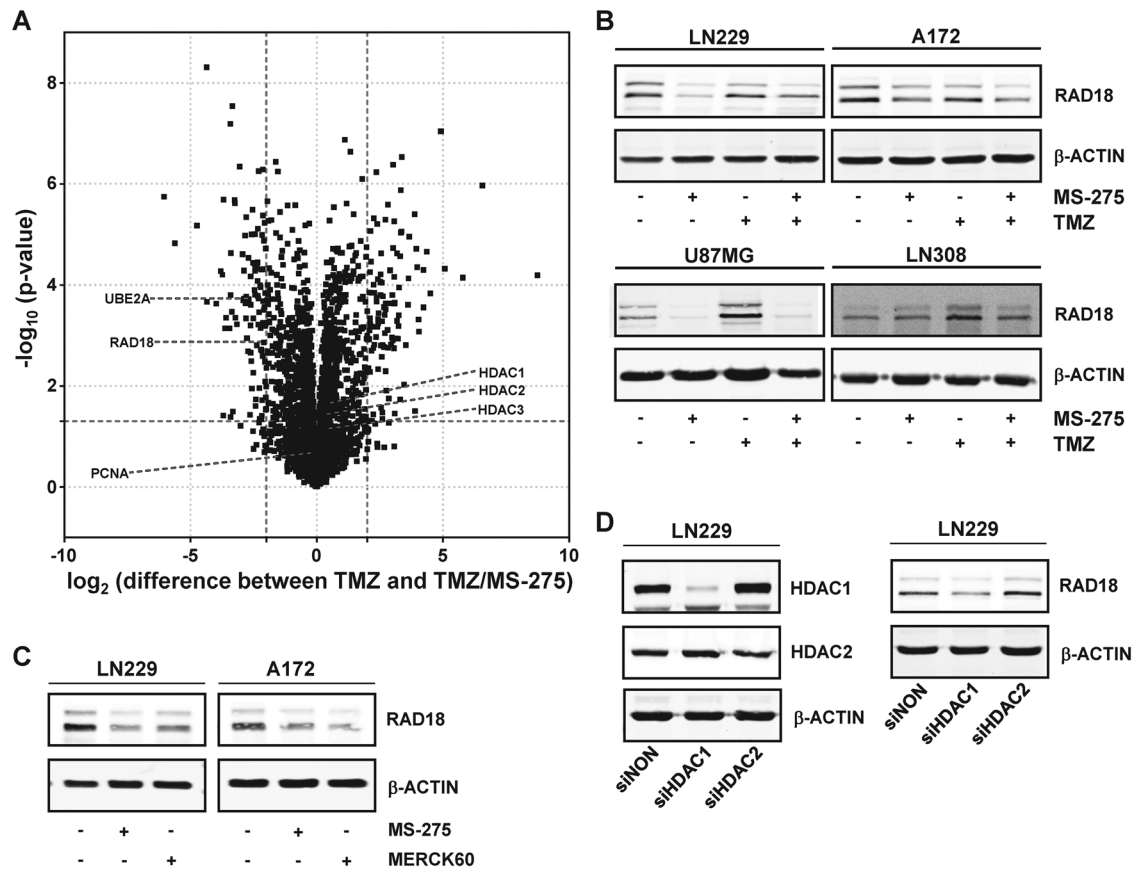 A
8
6
4
2
0
-log10 (p-value)
UBE2A
RAD18
HDAC1
HDAC2
HDAC3
PCNA
-10 -5 0 5 10
log2 (difference between TMZ and TMZ/MS-275)
B
LN229 A172
RAD18
β-ACTIN
- + - + - + - + MS-275
- - + + - - + + TMZ
U87MG LN308
RAD18
β-ACTIN
- + - + - + - + MS-275
- - + + - - + + TMZ
C
LN229 A172
RAD18
β-ACTIN
- + - - + - MS-275
- - + - - + MERCK60
D
LN229
HDAC1
HDAC2
β-ACTIN
siNON siHDAC1 siHDAC2
LN229
RAD18
β-ACTIN
siNON siHDAC1 siHDAC2